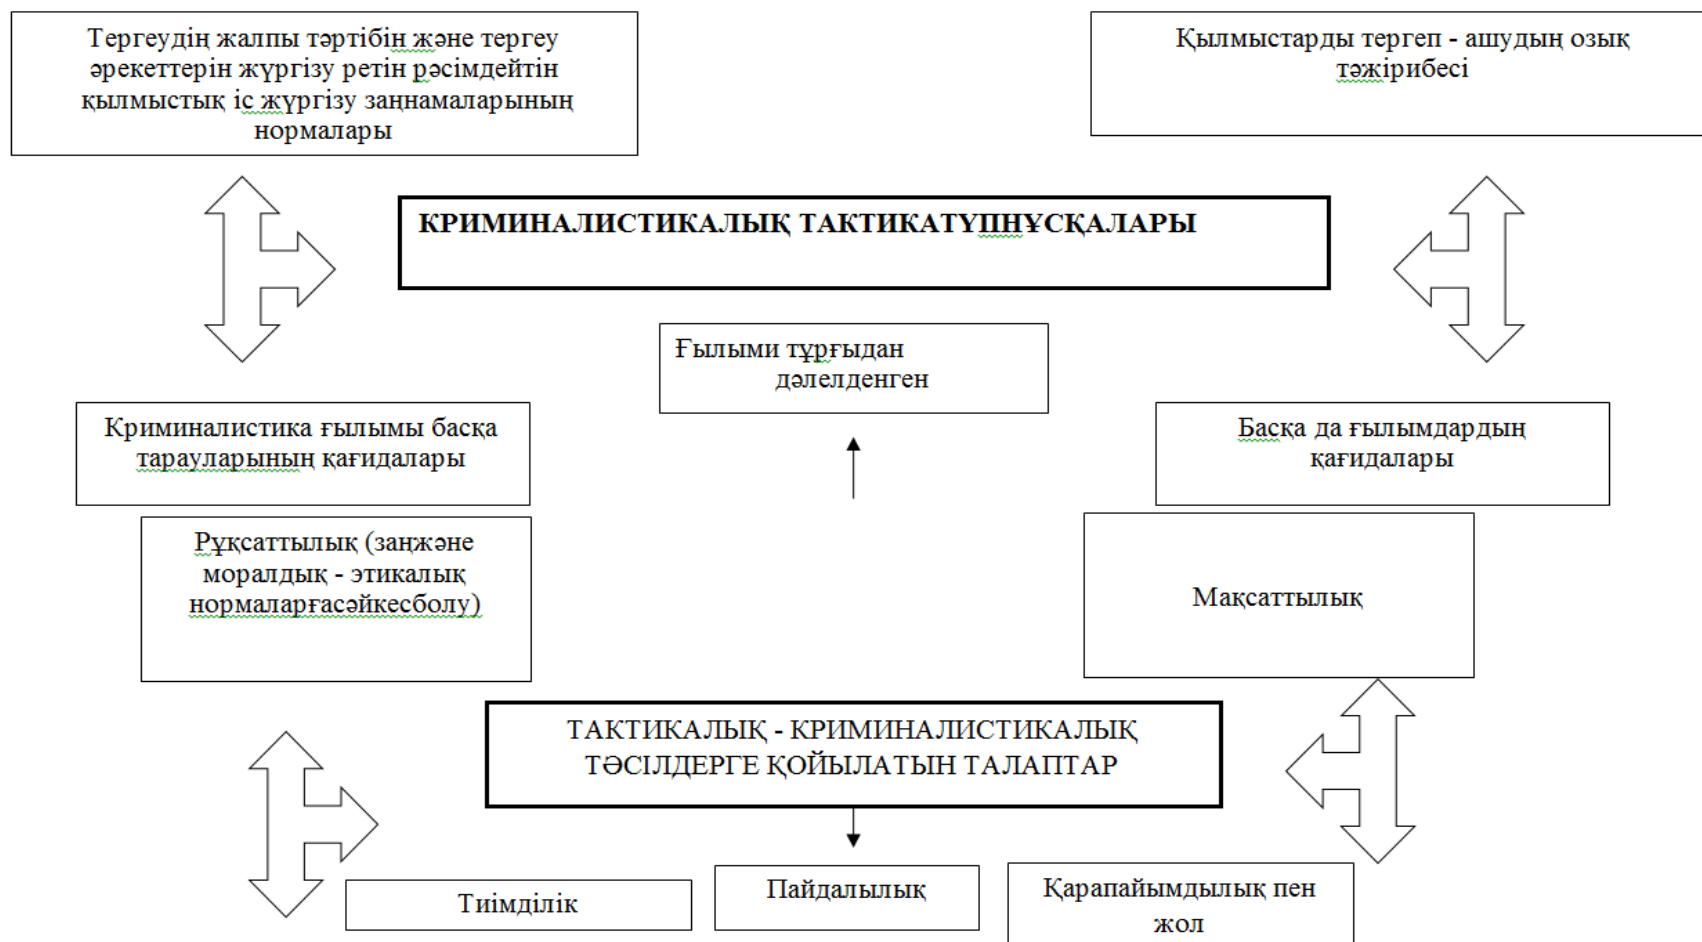 Тергеудің жалпы тәртібін және тергеу
әрекеттерін жүргізу ретін рәсімдейтін
қылмыстық іс жүргізу заңнамаларының
нормалары
Қылмыстарды тергеп - ашудың озық
тәжірибесі
КРИМИНАЛИСТИКАЛЫҚ ТАКТИКАТҮПНҰСҚАЛАРЫ
Ғылыми тұрғыдан
дәлелденген
Криминалистика ғылымы басқа
тарауларының қағидалары
Басқа да ғылымдардың
қағидалары
Рұқсаттылық (заңжәне
моралдық - этикалық
нормаларғасәйкесболу)
Мақсаттылық
ТАКТИКАЛЫҚ - КРИМИНАЛИСТИКАЛЫҚ
ТӘСІЛДЕРГЕ ҚОЙЫЛАТЫН ТАЛАПТАР
Тиімділік
Пайдалылық
Қарапайымдылық пен
жол